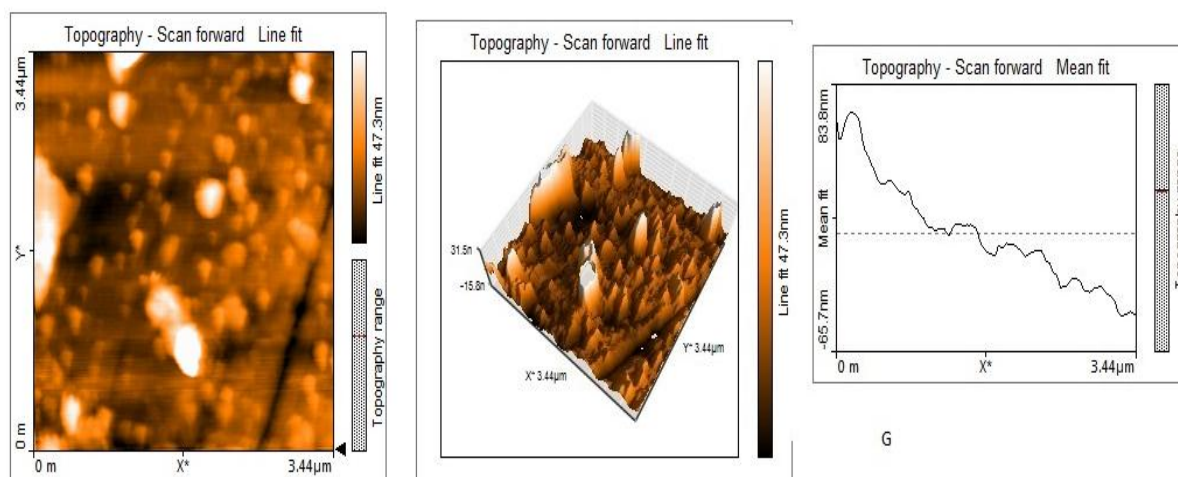 Topography - Scan forward Line fit
3.44µm
Y*
0 m
0 m
X*
3.44µm
Line fit 47.3nm
Topography range
Topography - Scan forward Line fit
31.5n
-15.8n
X* 3.44µm
Y* 3.44µm
Line fit 47.3nm
Topography - Scan forward Mean fit
83.8nm
Mean fit
-65.7nm
0 m
X*
3.44µm
G